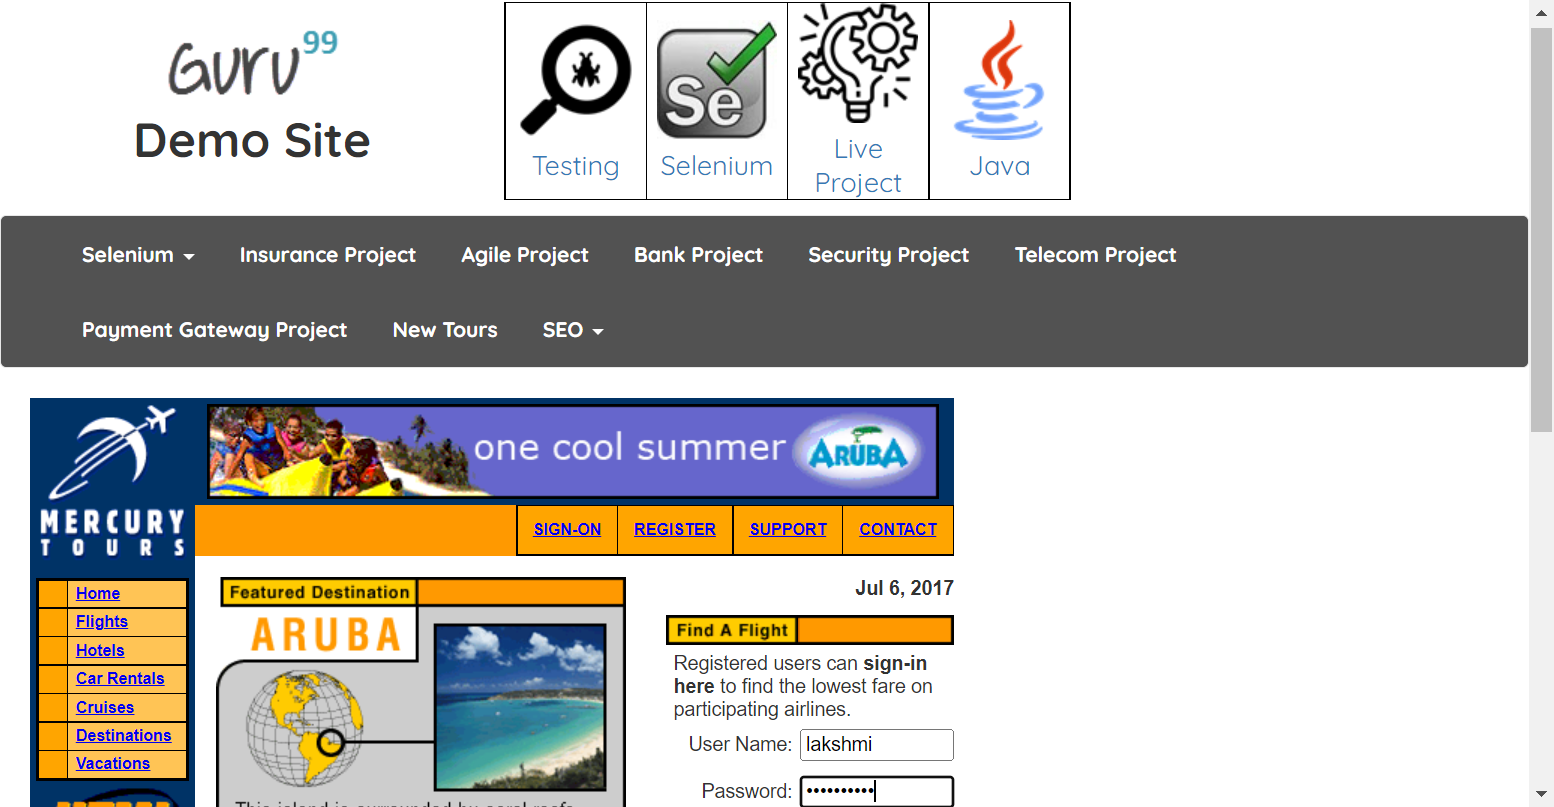 Guru99
Demo Site
Testing
Se
Selenium
Live
Project
Java
Selenium
Insurance Project
Agile Project
Bank Project
Security Project
Telecom Project
Payment Gateway Project
New Tours
SEO
one cool summer
ARUBA
MERCURY
TOURS
SIGN-ON
REGISTER
SUPPORT
CONTACT
Home
Flights
Hotels
Car Rentals
Cruises
Destinations
Vacations
Featured Destination
ARUBA
This island is surrounded by coral reefs
Jul 6, 2017
Find A Flight
Registered users can sign-in
here to find the lowest fare on
participating airlines.
User Name: lakshmi
Password: ••••••••••